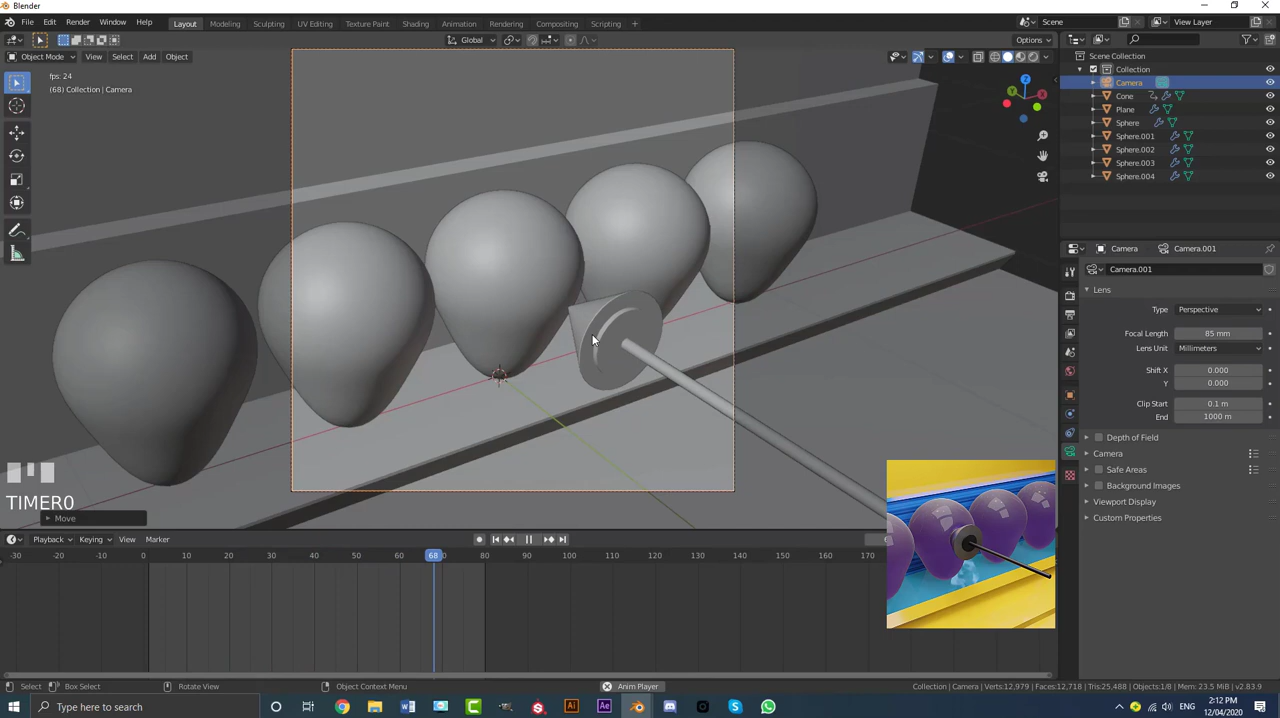 Blender
File Edit Render Window Help Layout Modeling Sculpting UV Editing Texture Paint Shading Animation Rendering Compositing Scripting + Scene View Layer
Global Options
Object Mode View Select Add Object
fps: 24
(68) Collection | Camera
Scene Collection
Collection
Camera
Cone
Plane
Sphere
Sphere.001
Sphere.002
Sphere.003
Sphere.004
Camera Camera.001
Camera.001
Lens
Type Perspective
Focal Length 85 mm
Lens Unit Millimeters
Shift X 0.000
Y 0.000
Clip Start 0.1 m
End 1000 m
Depth of Field
Camera
Safe Areas
Background Images
Viewport Display
Custom Properties
TIMER0
Move
Playback Keying View Marker
-30 -20 -10 0 10 20 30 40 50 60 68 80 90 100 110 120 130 140 150 160 170
Select Box Select Rotate View Object Context Menu Anim Player Collection | Camera | Verts:12,979 | Faces:12,718 | Tris:25,488 | Objects:1/8 | Mem: 23.5 MiB | v2.83.9
Type here to search
2:12 PM
12/04/2020